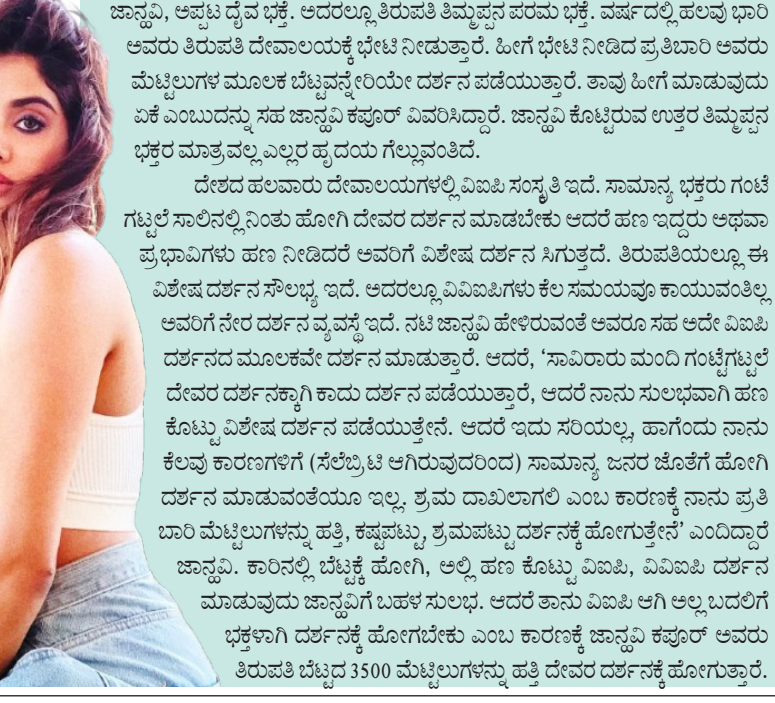 ಜಾನ್ಹವಿ, ಅಪ್ಪಟ ದೈವ ಭಕ್ತೆ. ಅದರಲ್ಲೂ ತಿರುಪತಿ ತಿಮ್ಮಪ್ಪನ ಪರಮ ಭಕ್ತೆ. ವರ್ಷದಲ್ಲಿ ಹಲವು ಭಾರಿ
ಅವರು ತಿರುಪತಿ ದೇವಾಲಯಕ್ಕೆ ಭೇಟಿ ನೀಡುತ್ತಾರೆ. ಹೀಗೆ ಭೇಟಿ ನೀಡಿದ ಪ್ರತಿಬಾರಿ ಅವರು
ಮೆಟ್ಟಿಲುಗಳ ಮೂಲಕ ಬೆಟ್ಟವನ್ನೇರಿಯೇ ದರ್ಶನ ಪಡೆಯುತ್ತಾರೆ. ತಾವು ಹೀಗೆ ಮಾಡುವುದು
ಏಕೆ ಎಂಬುದನ್ನು ಸಹ ಜಾನ್ಹವಿ ಕಪೂರ್ ವಿವರಿಸಿದ್ದಾರೆ. ಜಾನ್ಹವಿ ಕೊಟ್ಟಿರುವ ಉತ್ತರ ತಿಮ್ಮಪ್ಪನ
ಭಕ್ತರ ಮಾತ್ರವಲ್ಲ ಎಲ್ಲರ ಹೃದಯ ಗೆಲ್ಲುವಂತಿದೆ.
ದೇಶದ ಹಲವಾರು ದೇವಾಲಯಗಳಲ್ಲಿ ವಿಐಪಿ ಸಂಸ್ಕೃತಿ ಇದೆ. ಸಾಮಾನ್ಯ ಭಕ್ತರು ಗಂಟೆ
ಗಟ್ಟಲೆ ಸಾಲಿನಲ್ಲಿ ನಿಂತು ಹೋಗಿ ದೇವರ ದರ್ಶನ ಮಾಡಬೇಕು ಆದರೆ ಹಣ ಇದ್ದರು ಅಥವಾ
ಪ್ರಭಾವಿಗಳು ಹಣ ನೀಡಿದರೆ ಅವರಿಗೆ ವಿಶೇಷ ದರ್ಶನ ಸಿಗುತ್ತದೆ. ತಿರುಪತಿಯಲ್ಲೂ ಈ
ವಿಶೇಷ ದರ್ಶನ ಸೌಲಭ್ಯ ಇದೆ. ಅದರಲ್ಲೂ ವಿವಿಐಪಿಗಳು ಕೆಲ ಸಮಯವೂ ಕಾಯುವಂತಿಲ್ಲ
ಅವರಿಗೆ ನೇರ ದರ್ಶನ ವ್ಯವಸ್ಥೆ ಇದೆ. ನಟಿ ಜಾನ್ಹವಿ ಹೇಳಿರುವಂತೆ ಅವರೂ ಸಹ ಅದೇ ವಿಐಪಿ
ದರ್ಶನದ ಮೂಲಕವೇ ದರ್ಶನ ಮಾಡುತ್ತಾರೆ. ಆದರೆ, ‘ಸಾವಿರಾರು ಮಂದಿ ಗಂಟ್ಟೆಗಟ್ಟಲೆ
ದೇವರ ದರ್ಶನಕ್ಕಾಗಿ ಕಾದು ದರ್ಶನ ಪಡೆಯುತ್ತಾರೆ, ಆದರೆ ನಾನು ಸುಲಭವಾಗಿ ಹಣ
ಕೊಟ್ಟು ವಿಶೇಷ ದರ್ಶನ ಪಡೆಯುತ್ತೇನೆ. ಆದರೆ ಇದು ಸರಿಯಲ್ಲ, ಹಾಗೆಂದು ನಾನು
ಕೆಲವು ಕಾರಣಗಳಿಗೆ (ಸೆಲೆಬ್ರಿಟಿ ಆಗಿರುವುದರಿಂದ) ಸಾಮಾನ್ಯ ಜನರ ಜೊತೆಗೆ ಹೋಗಿ
ದರ್ಶನ ಮಾಡುವಂತೆಯೂ ಇಲ್ಲ. ಶ್ರಮ ದಾಖಲಾಗಲಿ ಎಂಬ ಕಾರಣಕ್ಕೆ ನಾನು ಪ್ರತಿ
ಬಾರಿ ಮೆಟ್ಟಿಲುಗಳನ್ನು ಹತ್ತಿ, ಕಷ್ಟಪಟ್ಟು, ಶ್ರಮಪಟ್ಟು ದರ್ಶನಕ್ಕೆ ಹೋಗುತ್ತೇನೆ’ ಎಂದಿದ್ದಾರೆ
ಜಾನ್ಹವಿ. ಕಾರಿನಲ್ಲಿ ಬೆಟ್ಟಕ್ಕೆ ಹೋಗಿ, ಅಲ್ಲಿ ಹಣ ಕೊಟ್ಟು ವಿಐಪಿ, ವಿವಿಐಪಿ ದರ್ಶನ
ಮಾಡುವುದು ಜಾನ್ಹವಿಗೆ ಬಹಳ ಸುಲಭ. ಆದರೆ ತಾನು ವಿಐಪಿ ಆಗಿ ಅಲ್ಲ ಬದಲಿಗೆ
ಭಕ್ತಳಾಗಿ ದರ್ಶನಕ್ಕೆ ಹೋಗಬೇಕು ಎಂಬ ಕಾರಣಕ್ಕೆ ಜಾನ್ಹವಿ ಕಪೂರ್ ಅವರು
ತಿರುಪತಿ ಬೆಟ್ಟದ 3500 ಮೆಟ್ಟಿಲುಗಳನ್ನು ಹತ್ತಿ ದೇವರ ದರ್ಶನಕ್ಕೆ ಹೋಗುತ್ತಾರೆ.